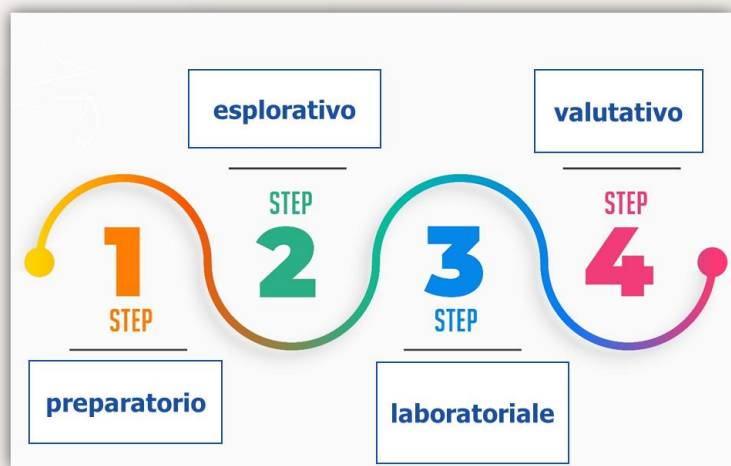 1
STEP
preparatorio
esplorativo
STEP
2
3
STEP
laboratoriale
valutativo
STEP
4